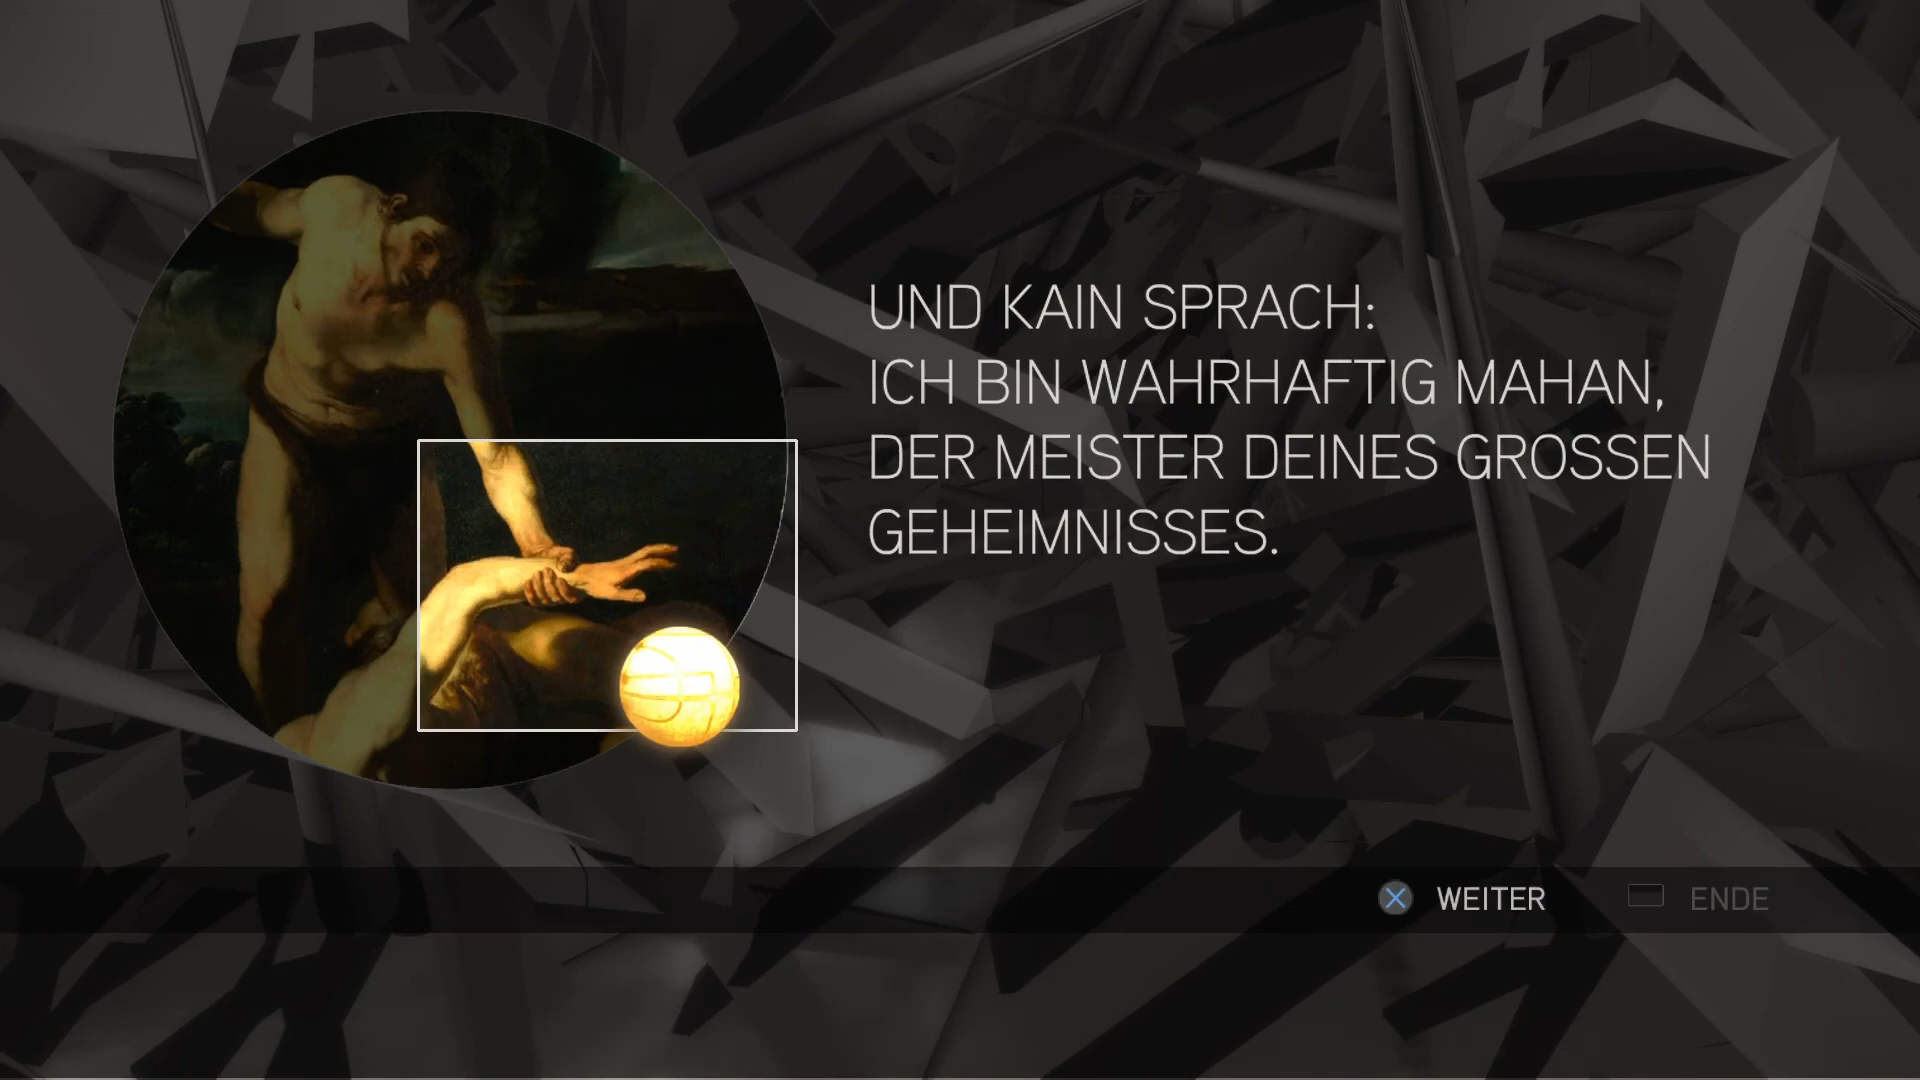 UND KAIN SPRACH:
ICH BIN WAHRHAFTIG MAHAN,
DER MEISTER DEINES GROSSEN
GEHEIMNISSES.
WEITER
ENDE